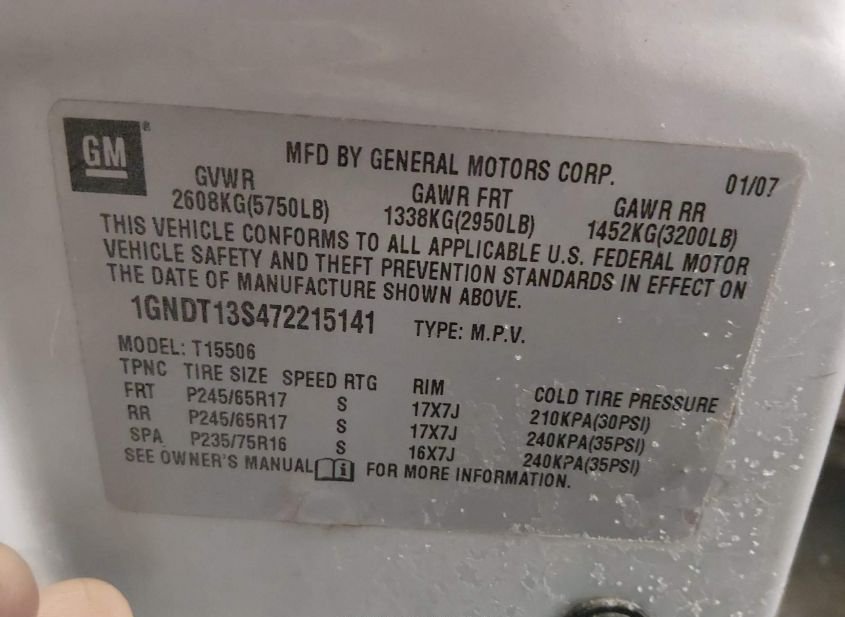 GM®
MFD BY GENERAL MOTORS CORP.
01/07
GVWR GAWR FRT GAWR RR
2608KG(5750LB) 1338KG(2950LB) 1452KG(3200LB)
THIS VEHICLE CONFORMS TO ALL APPLICABLE U.S. FEDERAL MOTOR
VEHICLE SAFETY AND THEFT PREVENTION STANDARDS IN EFFECT ON
THE DATE OF MANUFACTURE SHOWN ABOVE.
1GNDT13S472215141 TYPE: M.P.V.
MODEL: T15506
TPNC TIRE SIZE SPEED RTG RIM COLD TIRE PRESSURE
FRT P245/65R17 S 17X7J 210KPA(30PSI)
RR P245/65R17 S 17X7J 240KPA(35PSI)
SPA P235/75R16 S 16X7J 240KPA(35PSI)
SEE OWNER'S MANUAL i FOR MORE INFORMATION.